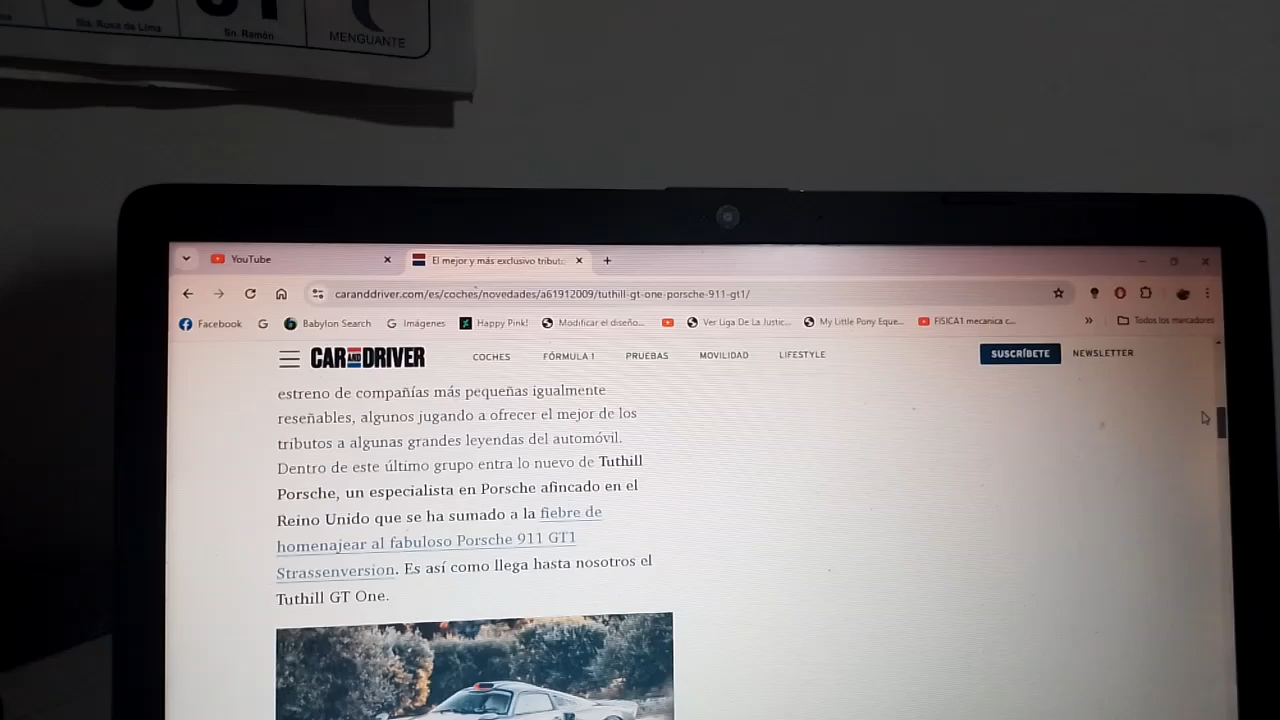 Sta. Rosa de Lima
Sn. Ramón
MENGUANTE
YouTube
El mejor y más exclusivo tribut
caranddriver.com/es/coches/novedades/a61912009/tuthill-gt-one-porsche-911-gt1/
Facebook G Babylon Search G Imágenes Happy Pink! Modificar el diseño... Ver Liga De La Justic... My Little Pony Eque... FISICA1 mecanica c... » Todos los marcadores
CAR AND DRIVER COCHES FÓRMULA 1 PRUEBAS MOVILIDAD LIFESTYLE SUSCRÍBETE NEWSLETTER
estreno de compañías más pequeñas igualmente
reseñables, algunos jugando a ofrecer el mejor de los
tributos a algunas grandes leyendas del automóvil.
Dentro de este último grupo entra lo nuevo de Tuthill
Porsche, un especialista en Porsche afincado en el
Reino Unido que se ha sumado a la fiebre de
homenajear al fabuloso Porsche 911 GT1
Strassenversion. Es así como llega hasta nosotros el
Tuthill GT One.